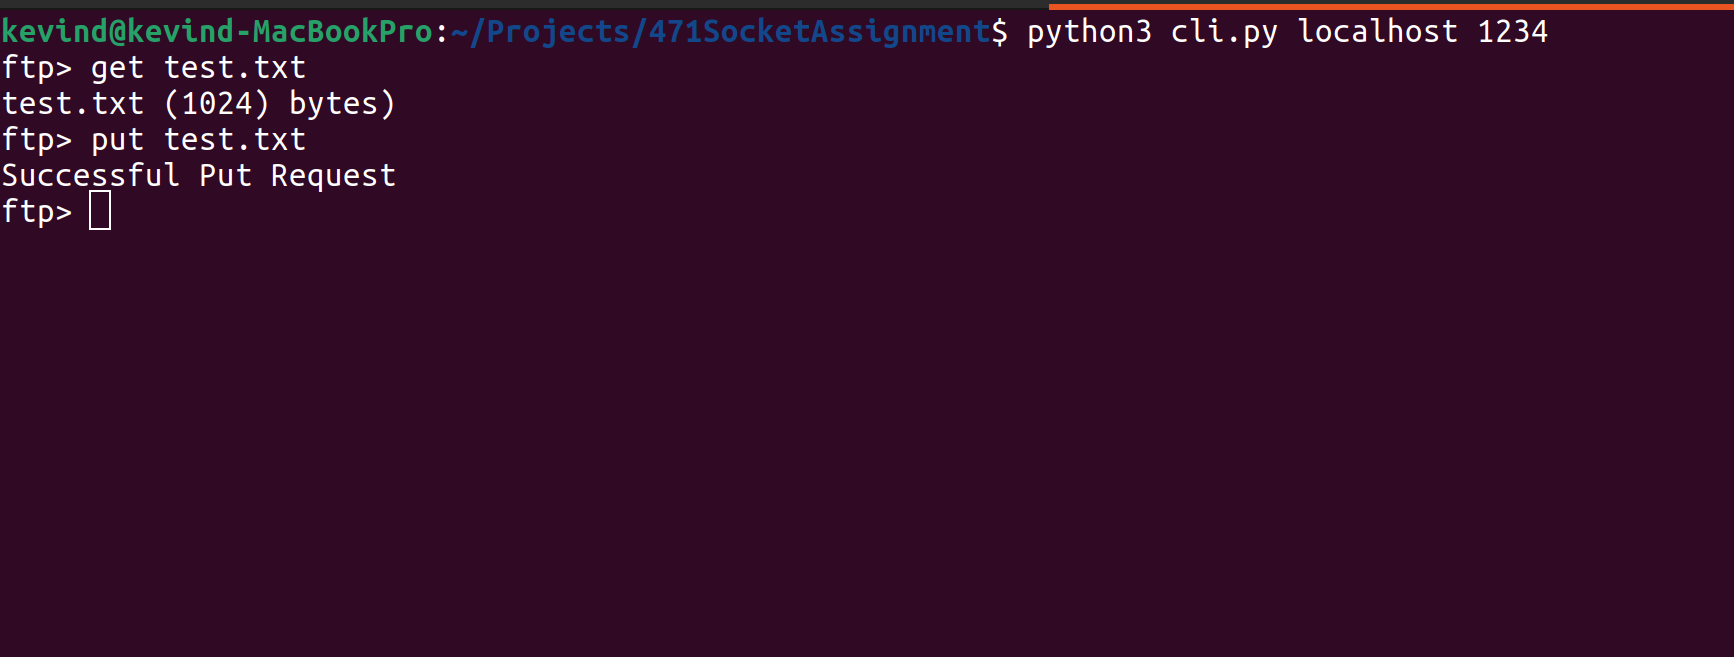 kevind@kevind-MacBookPro:~/Projects/471SocketAssignment$ python3 cli.py localhost 1234
ftp> get test.txt
test.txt (1024) bytes)
ftp> put test.txt
Successful Put Request
ftp>